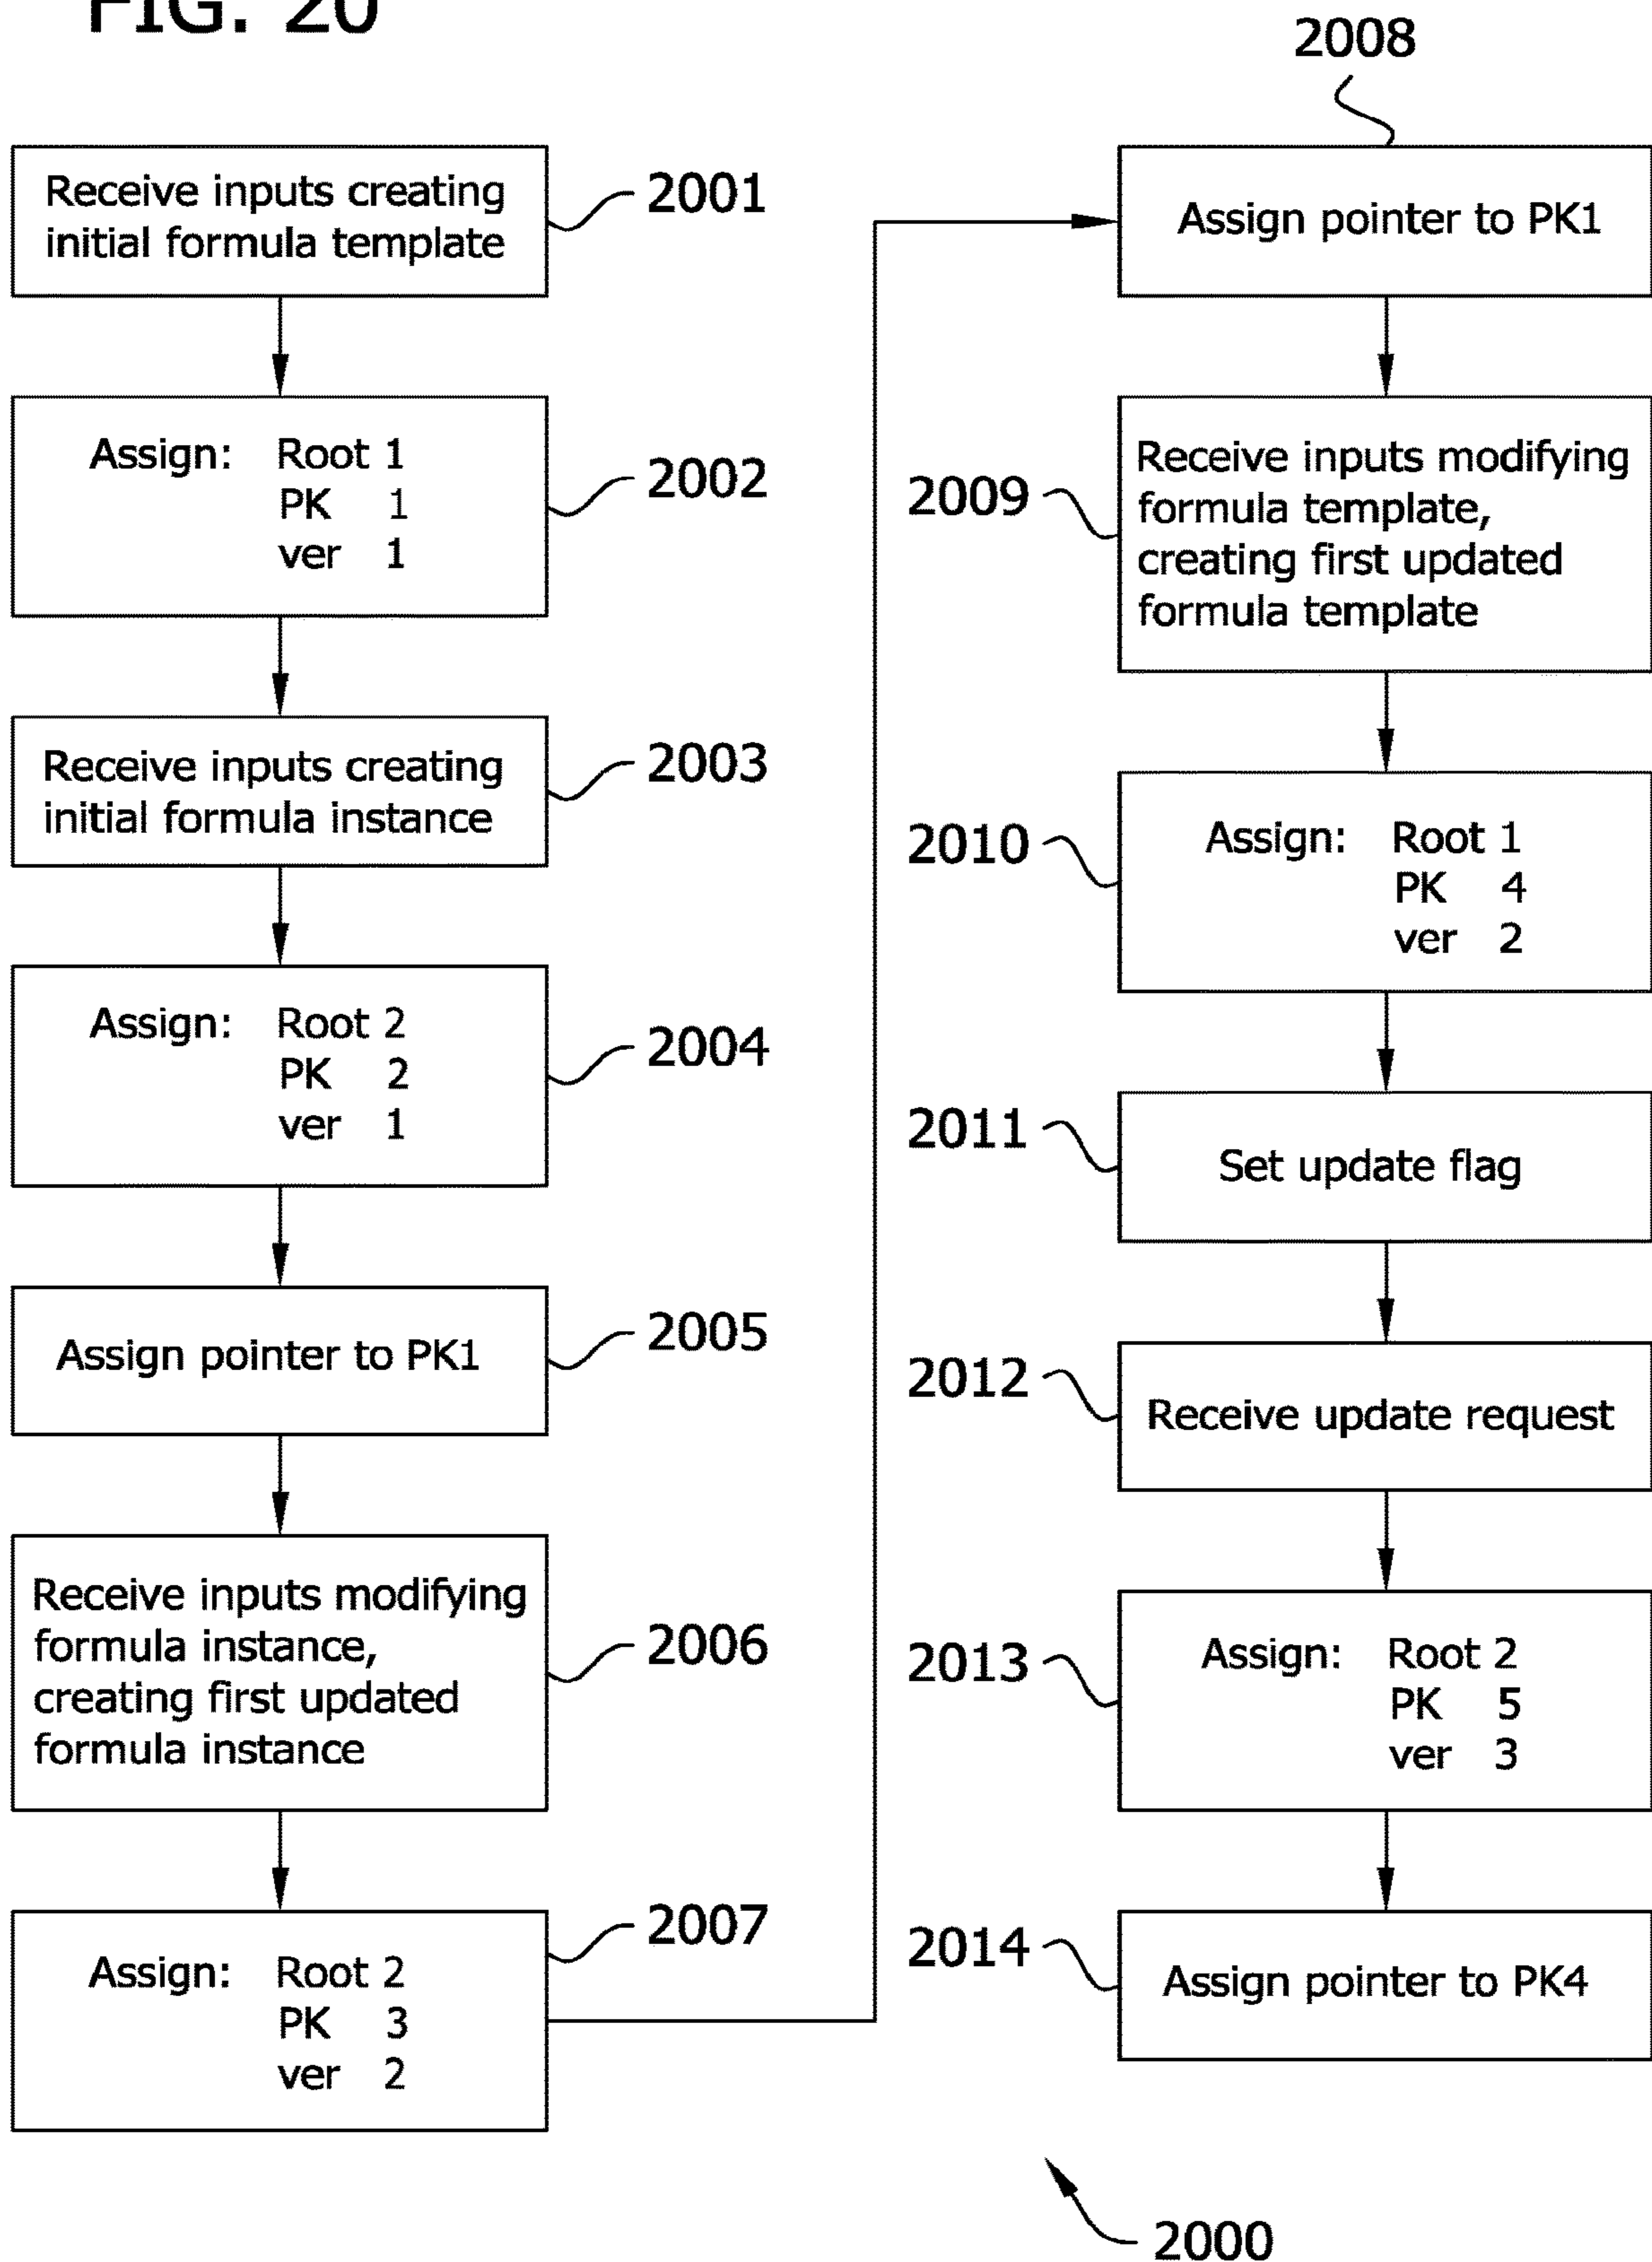 FIG. 20
Receive inputs creating
initial formula template
2001
Assign: Root 1
PK 1
ver 1
2002
Receive inputs creating
initial formula instance
2003
Assign: Root 2
PK 2
ver 1
2004
Assign pointer to PK1
2005
Receive inputs modifying
formula instance,
creating first updated
formula instance
2006
Assign: Root 2
PK 3
ver 2
2007
2008
Assign pointer to PK1
2009
Receive inputs modifying
formula template,
creating first updated
formula template
2010
Assign: Root 1
PK 4
ver 2
2011
Set update flag
2012
Receive update request
2013
Assign: Root 2
PK 5
ver 3
2014
Assign pointer to PK4
2000